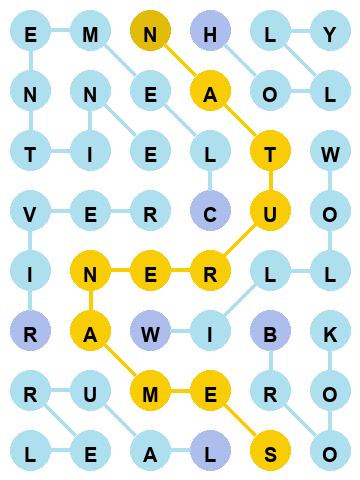 E M N H L Y
N N E A O L
T I E L T W
V E R C U O
I N E R L L
R A W I B K
R U M E R O
L E A L S O